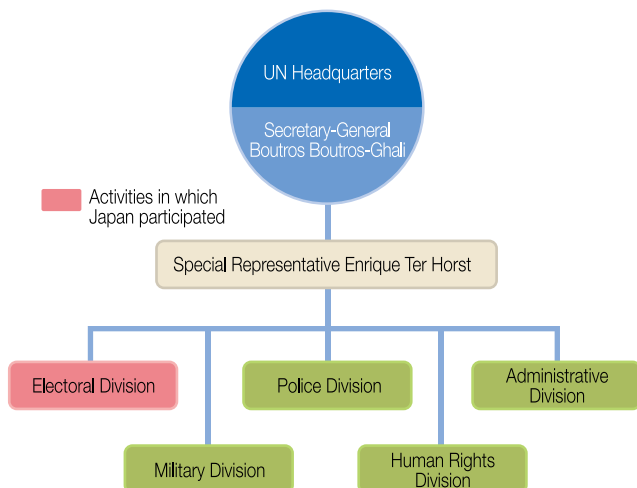 UN Headquarters
Secretary-General
Boutros Boutros-Ghali
Activities in which
Japan participated
Special Representative Enrique Ter Horst
Electoral Division
Police Division
Administrative
Division
Military Division
Human Rights
Division